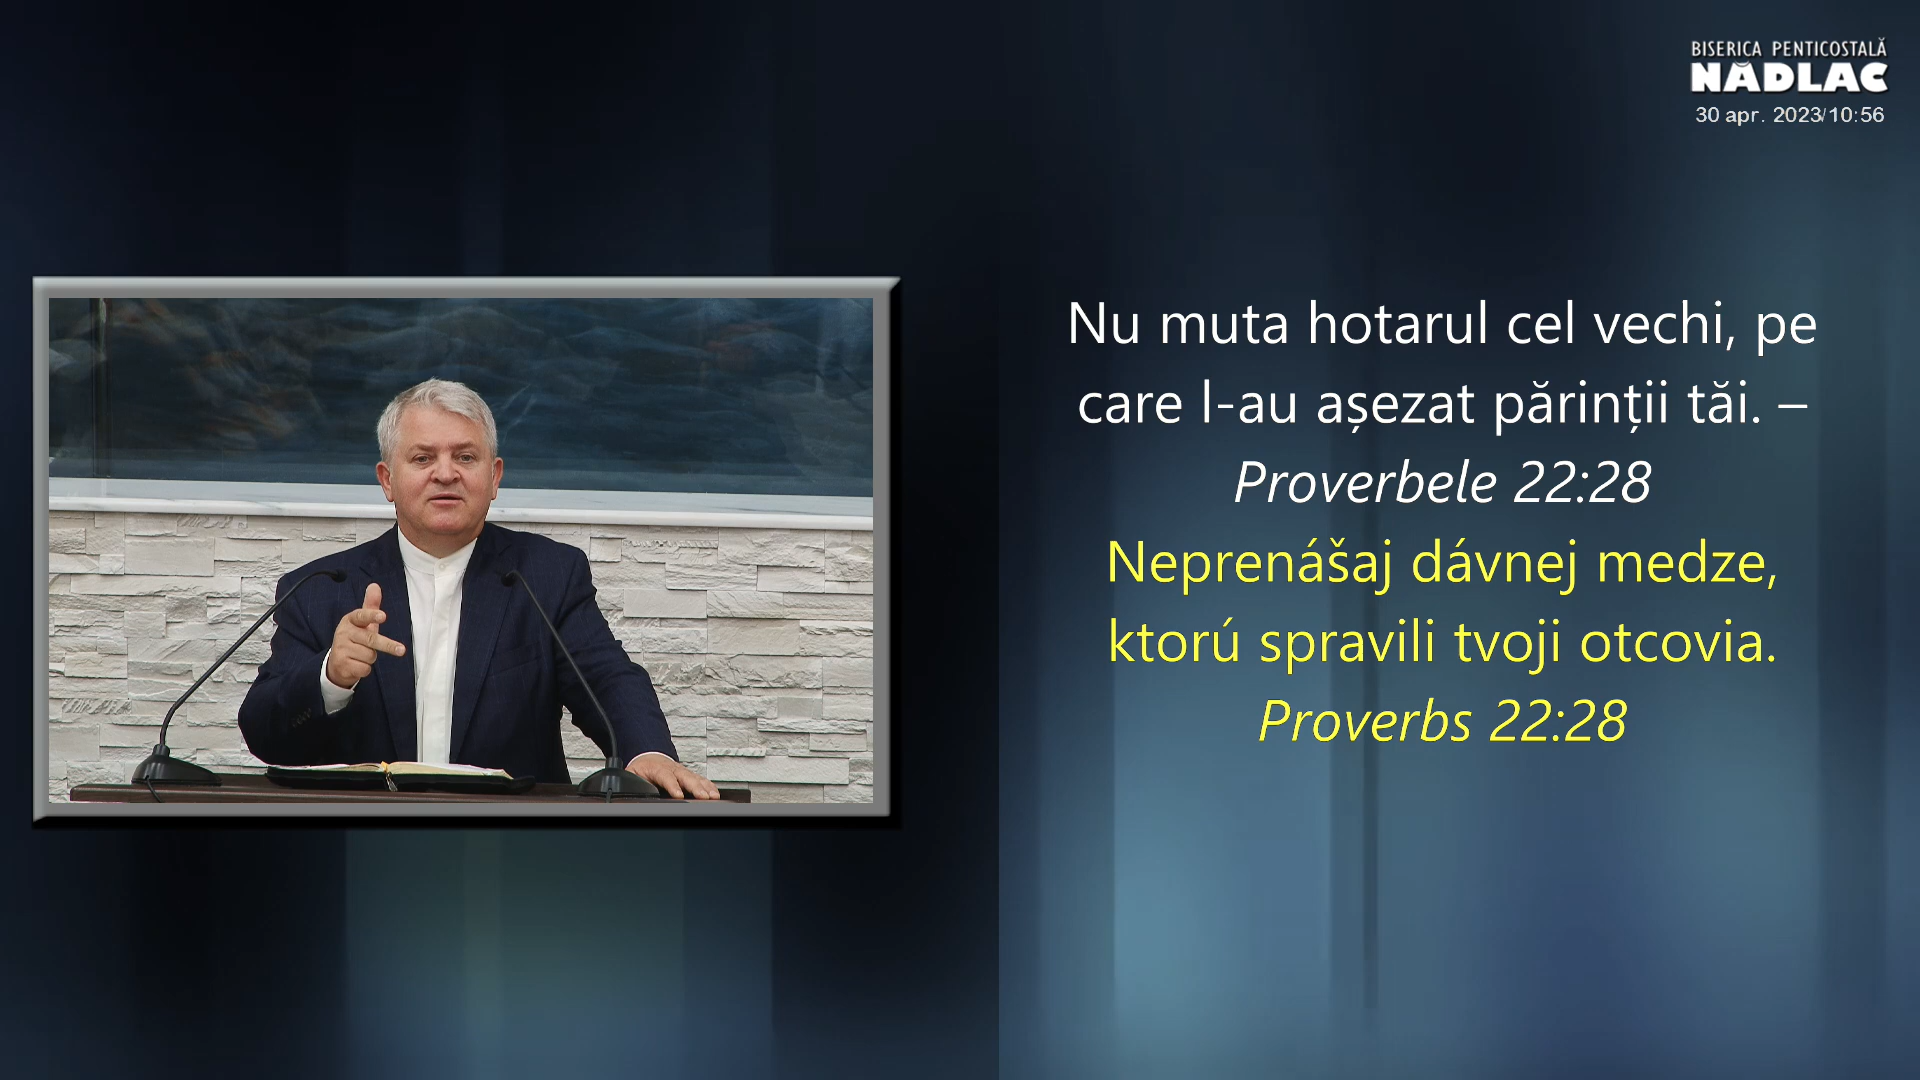 BISERICA PENTICOSTALĂ
NĂDLAC
30 apr. 2023/10:56
Nu muta hotarul cel vechi, pe
care l-au așezat părinții tăi. –
Proverbele 22:28
Neprenášaj dávnej medze,
ktorú spravili tvoji otcovia.
Proverbs 22:28